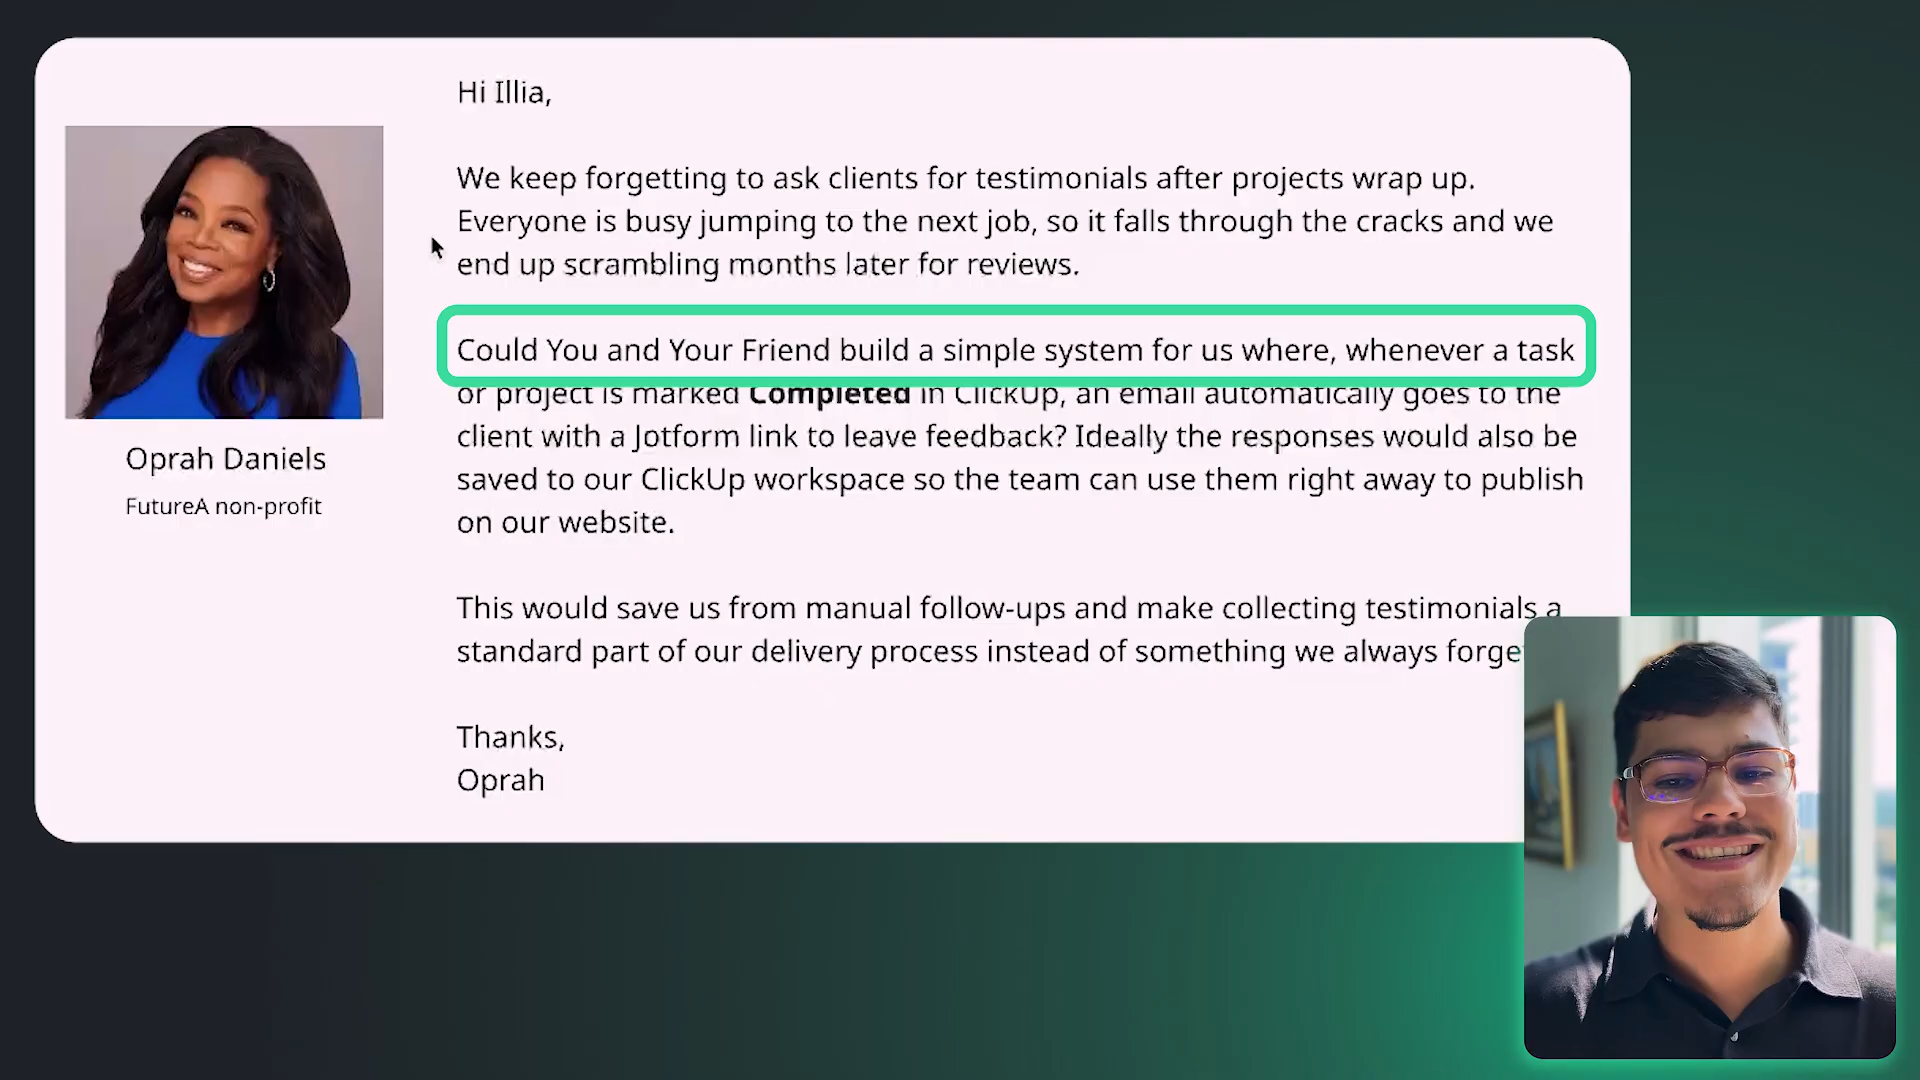 Hi Illia,
We keep forgetting to ask clients for testimonials after projects wrap up.
Everyone is busy jumping to the next job, so it falls through the cracks and we
end up scrambling months later for reviews.
Could You and Your Friend build a simple system for us where, whenever a task
or project is marked Completed in ClickUp, an email automatically goes to the
client with a Jotform link to leave feedback? Ideally the responses would also be
saved to our ClickUp workspace so the team can use them right away to publish
on our website.
This would save us from manual follow-ups and make collecting testimonials a
standard part of our delivery process instead of something we always forge
Thanks,
Oprah
Oprah Daniels
FutureA non-profit